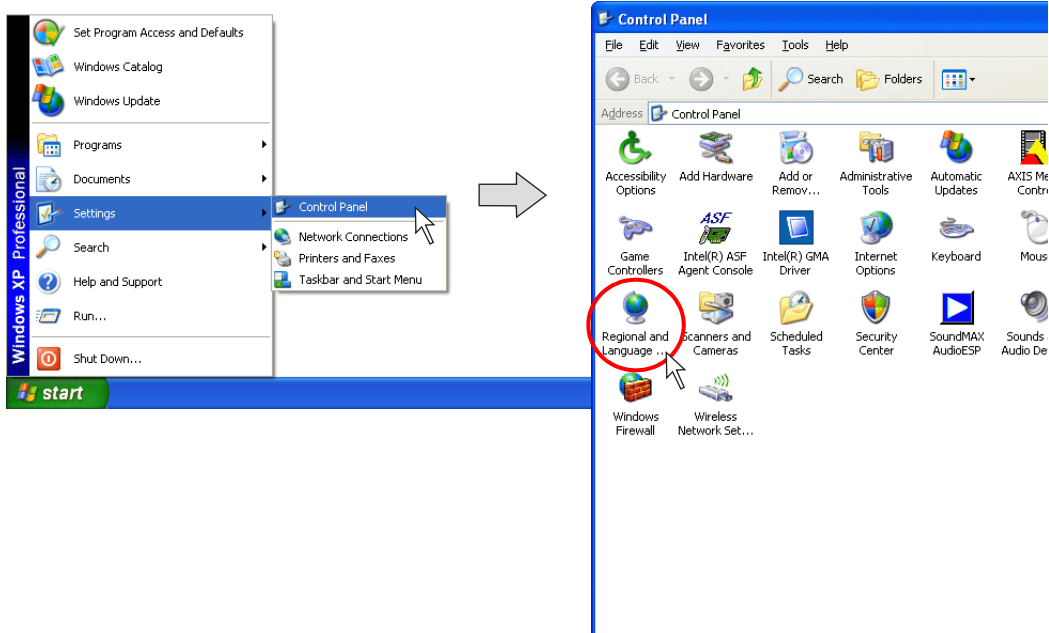 Set Program Access and Defaults
Windows Catalog
Windows Update
Programs
Documents
Settings
Search
Help and Support
Run...
Shut Down...
Windows XP Professional
Control Panel
Network Connections
Printers and Faxes
Taskbar and Start Menu
start
Control Panel
File Edit View Favorites Tools Help
Back Search Folders
Address Control Panel
Accessibility Options
Add Hardware
Add or Remov...
Administrative Tools
Automatic Updates
AXIS Me
Contr
Game Controllers
Intel(R) ASF Agent Console
ASF
Intel(R) GMA Driver
Internet Options
Keyboard
Mous
Regional and Language ...
Scanners and Cameras
Scheduled Tasks
Security Center
SoundMAX AudioESP
Sounds
Audio De
Windows Firewall
Wireless Network Set...